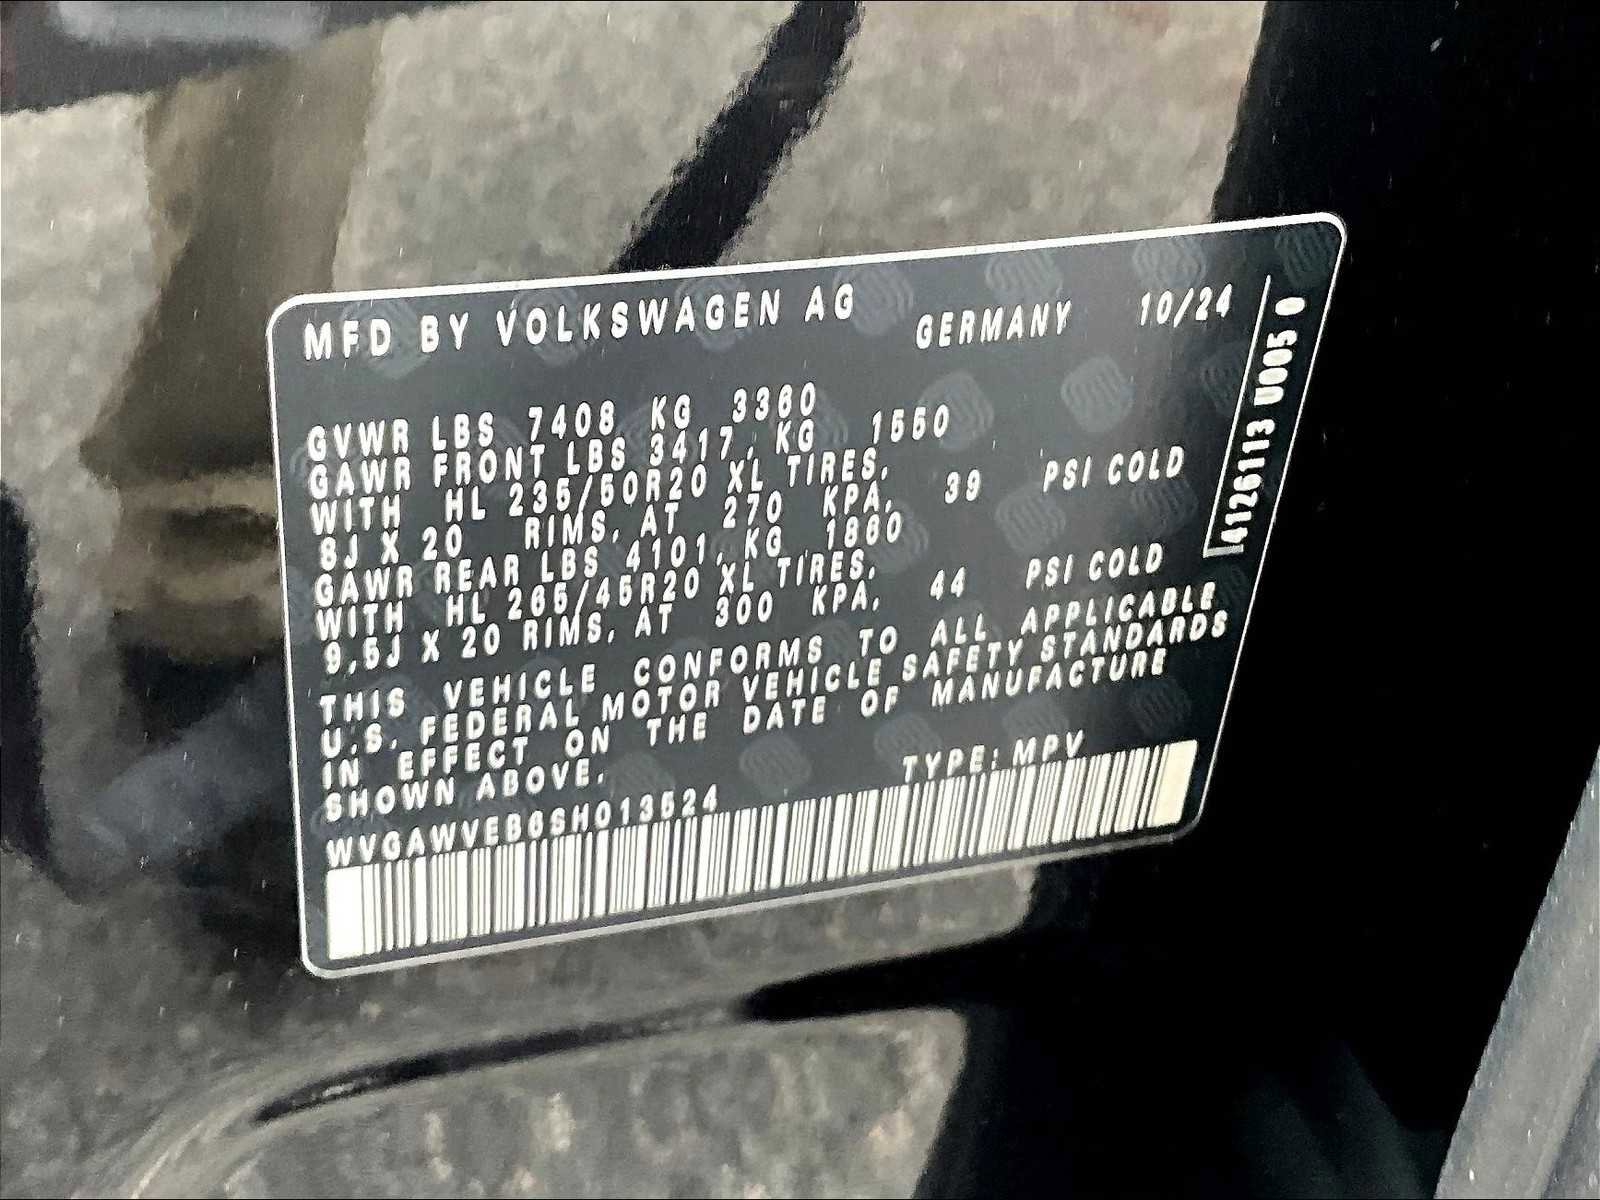 MFD BY VOLKSWAGEN AG GERMANY 10/24
GVWR LBS 7408 KG 3360
GAWR FRONT LBS 3417, KG 1550
WITH HL 235/50R20 XL TIRES,
8J X 20 RIMS, AT 270 KPA, 39 PSI COLD
GAWR REAR LBS 4101, KG 1860
WITH HL 265/45R20 XL TIRES,
9,5J X 20 RIMS, AT 300 KPA, 44 PSI COLD
THIS VEHICLE CONFORMS TO ALL APPLICABLE
U.S. FEDERAL MOTOR VEHICLE SAFETY STANDARDS
IN EFFECT ON THE DATE OF MANUFACTURE
SHOWN ABOVE.
TYPE: MPV
WVGAWVEB6SH013524
4126113 U005 0